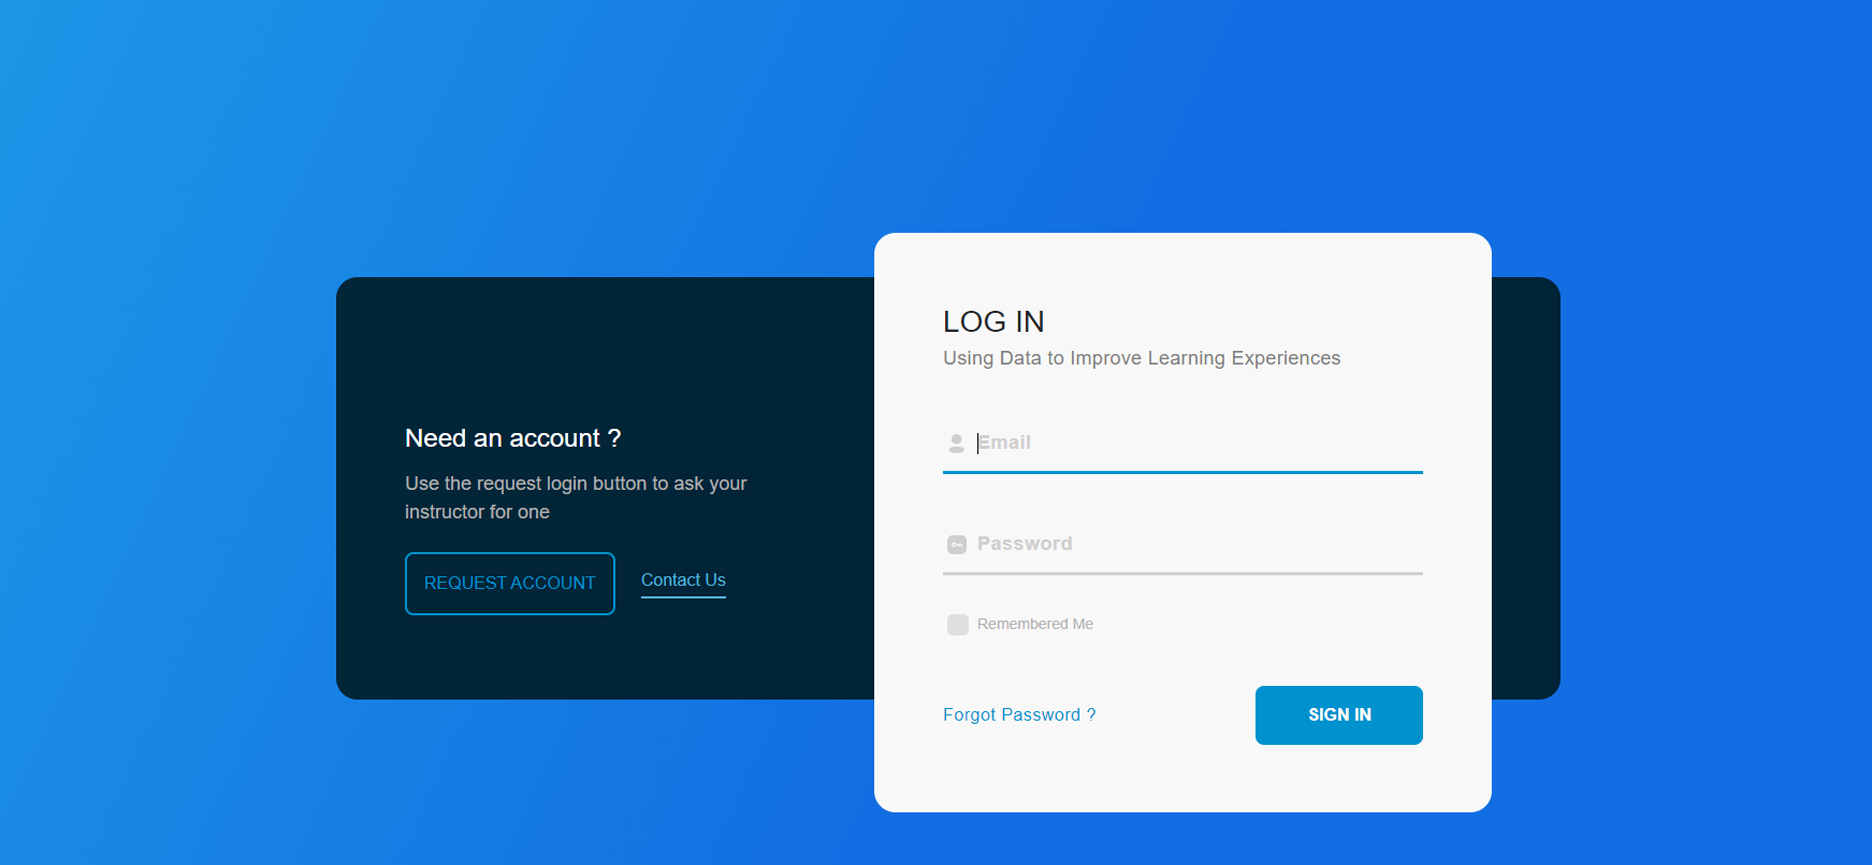 Need an account ?
Use the request login button to ask your
instructor for one
REQUEST ACCOUNT
Contact Us
LOG IN
Using Data to Improve Learning Experiences
Email
Password
Remembered Me
Forgot Password ?
SIGN IN